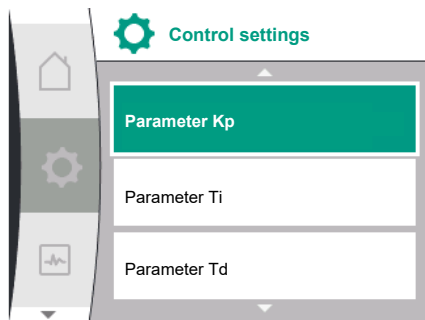 Control settings
Parameter Kp
Parameter Ti
Parameter Td